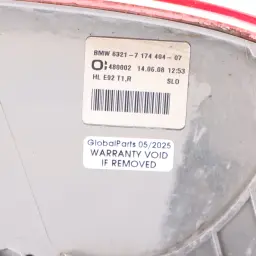 BMW 6321-7 174 404-07
O: 480002 14.06.08 12:53
HL E92 T1,R SLO
GlobalParts 05/2025
WARRANTY VOID
IF REMOVED